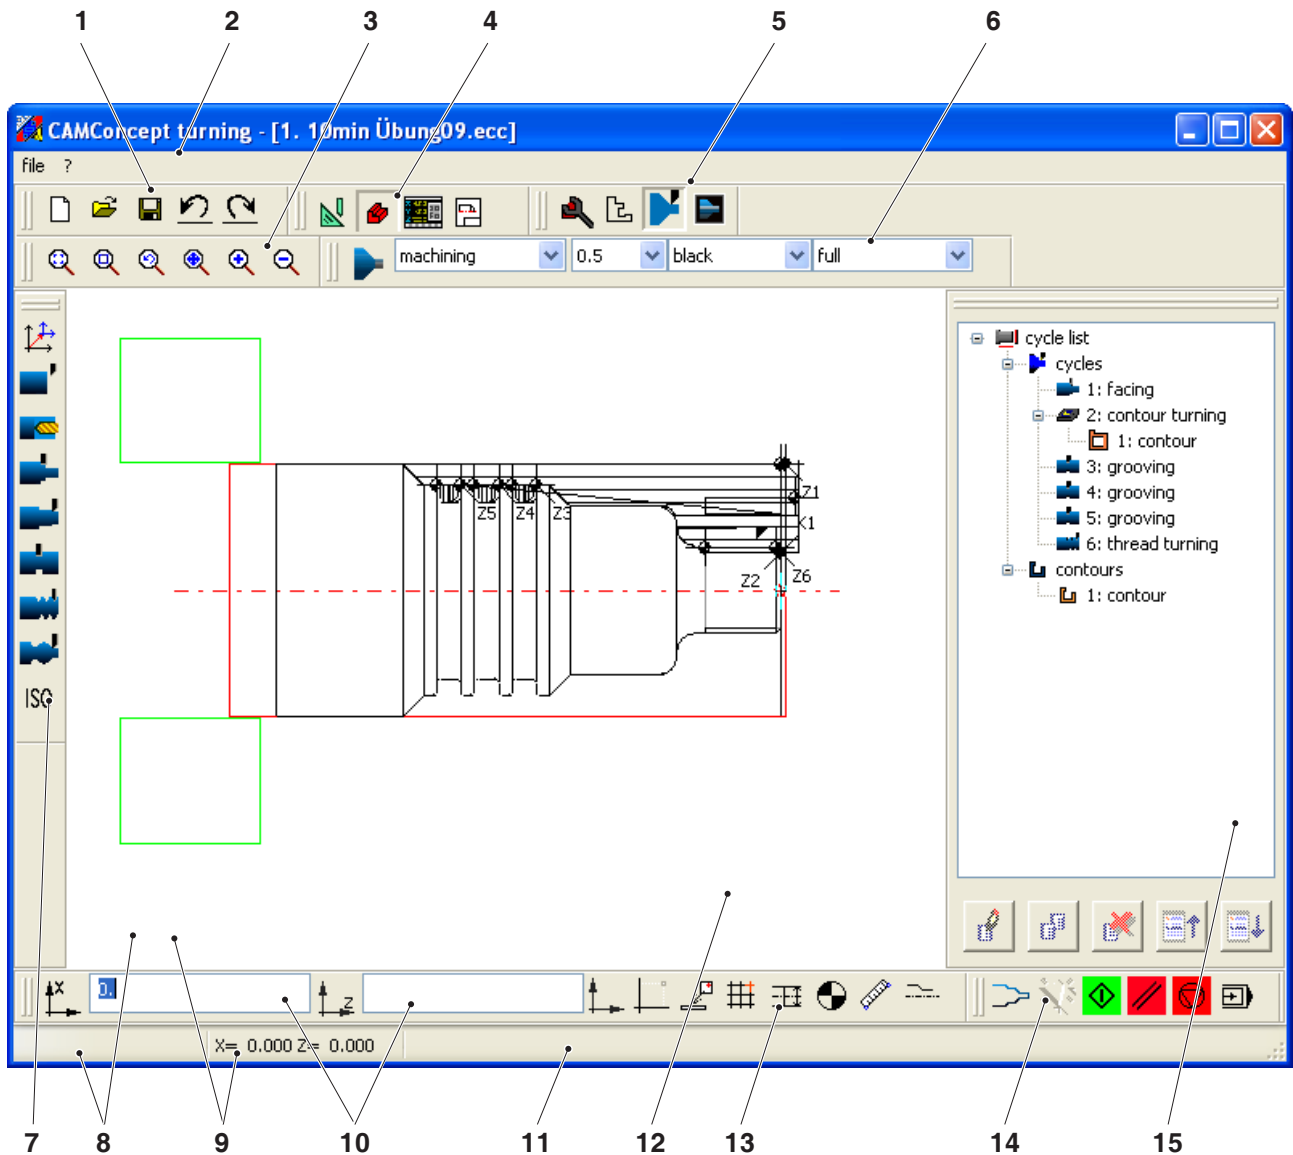 1 2 3 4 5 6
CAMConcept turning - [1. 10min Übung09.ecc]
file ?
machining 0.5 black full
cycle list
cycles
1: facing
2: contour turning
1: contour
3: grooving
4: grooving
5: grooving
6: thread turning
contours
1: contour
Z1
Z5 Z4 Z3
X1
Z2 Z6
ISO
X 0. Z
X= 0.000 Z= 0.000
7 8 9 10 11 12 13 14 15